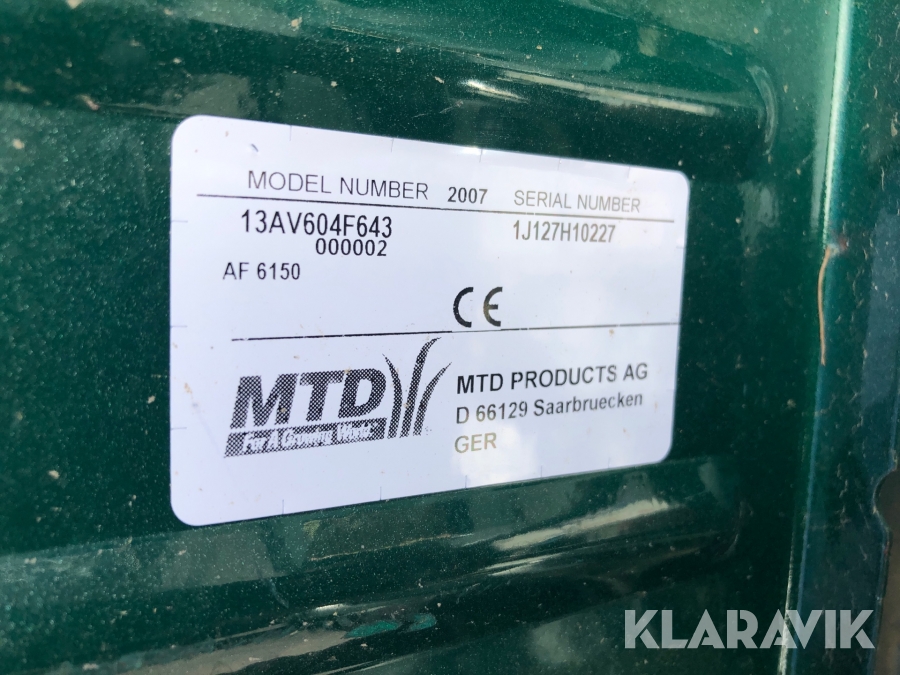 MODEL NUMBER 2007 SERIAL NUMBER
13AV604F643 1J127H10227
000002
AF 6150
CE
MTD
For A Growing World
MTD PRODUCTS AG
D 66129 Saarbruecken
GER
KLARAVIK